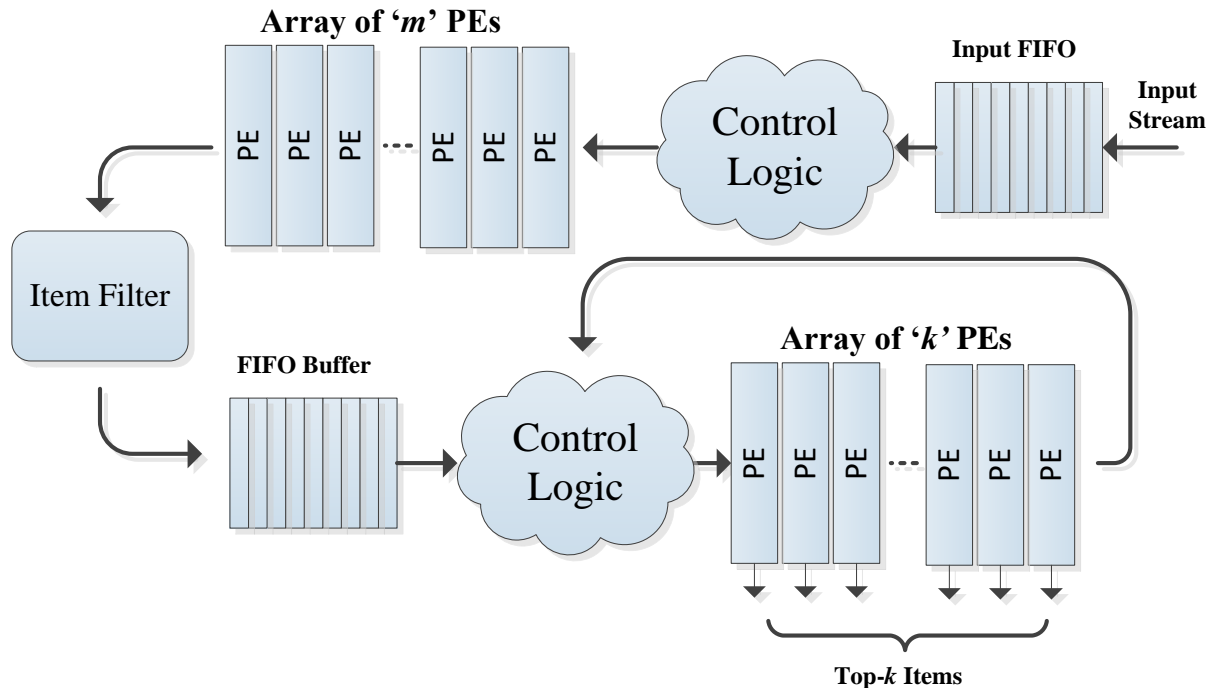 Array of ‘m’ PEs
Input FIFO
Input
Stream
PE
PE
PE
PE
PE
PE
Control
Logic
Item Filter
FIFO Buffer
Control
Logic
Array of ‘k’ PEs
PE
PE
PE
PE
PE
PE
Top-k Items